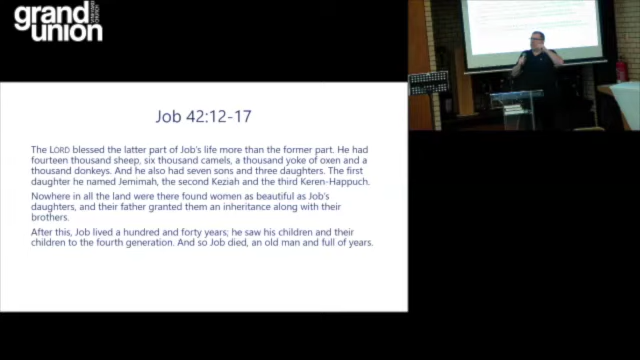 grand
union
Job 42:12-17
The LORD blessed the latter part of Job's life more than the former part. He had
fourteen thousand sheep, six thousand camels, a thousand yoke of oxen and a
thousand donkeys. And he also had seven sons and three daughters. The first
daughter he named Jemimah, the second Keziah and the third Keren-Happuch.
Nowhere in all the land were there found women as beautiful as Job's
daughters, and their father granted them an inheritance along with their
brothers.
After this, Job lived a hundred and forty years; he saw his children and their
children to the fourth generation. And so Job died, an old man and full of years.